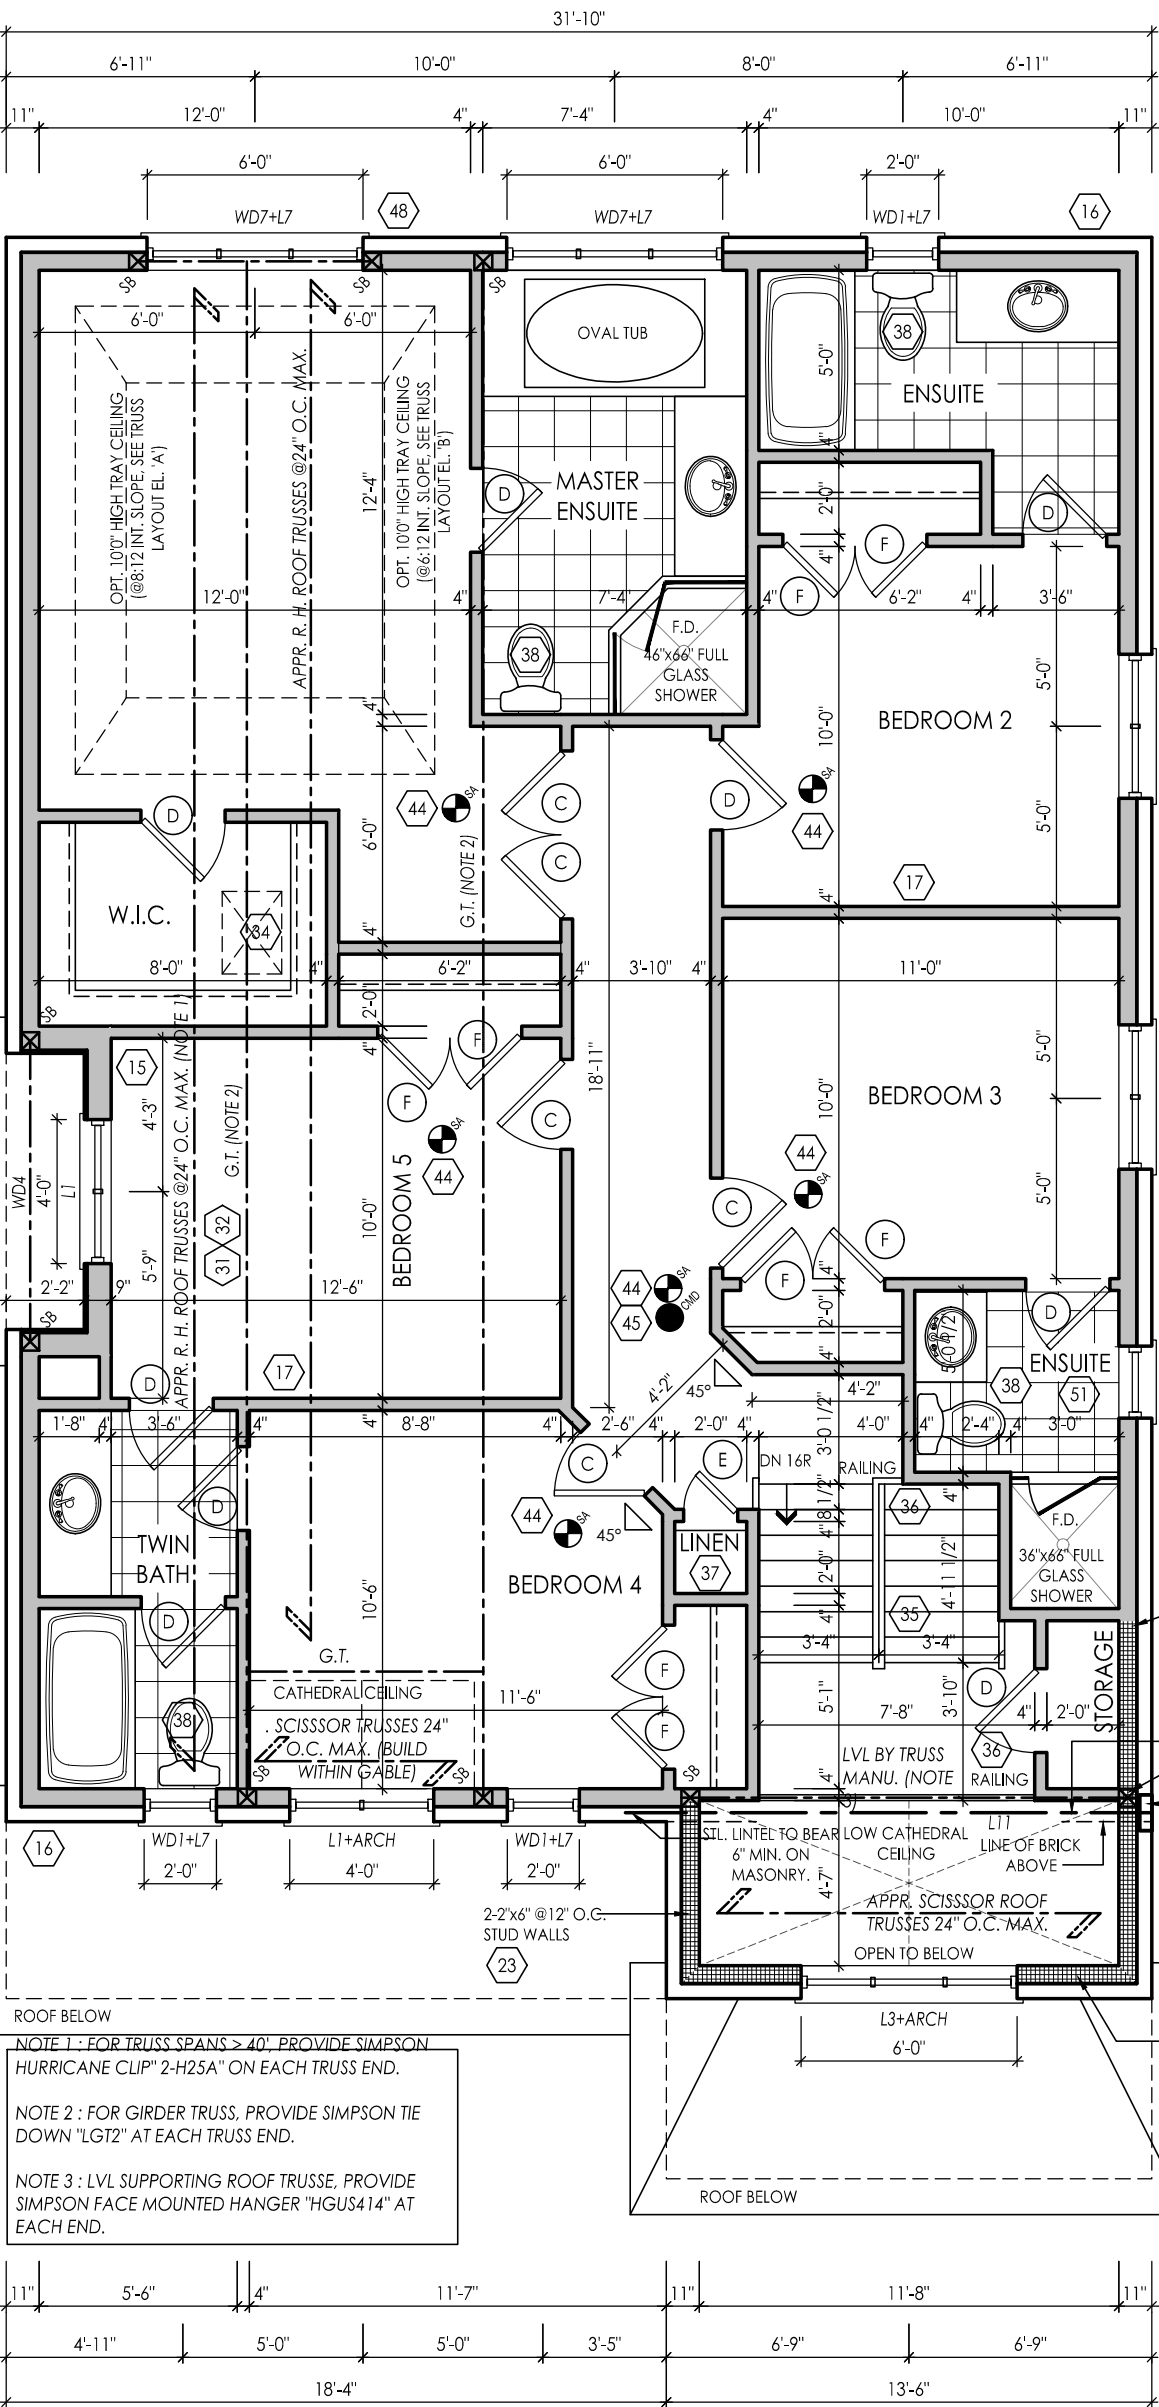 31'-10"
6'-11"
10'-0"
8'-0"
6'-11"
11"
12'-0"
4"
7'-4"
4"
10'-0"
11"
6'-0"
6'-0"
2'-0"
WD7+L7
48
WD7+L7
WD1+L7
16
SB
SB
SB
6'-0"
6'-0"
OVAL TUB
38
5'-0"
ENSUITE
4"
OPT. 10'0" HIGH TRAY CEILING
(@8:12 INT. SLOPE, SEE TRUSS
LAYOUT EL. 'A')
APPR. R. H. ROOF TRUSSES @24" O.C. MAX.
OPT. 10'0" HIGH TRAY CEILING
(@6:12 INT. SLOPE, SEE TRUSS
LAYOUT EL. 'B')
12'-4"
D
MASTER
ENSUITE
2'-0"
D
4"
F
F
12'-0"
4"
7'-4"
4"
6'-2"
4"
3'-6"
38
F.D.
46"x66" FULL
GLASS
SHOWER
4"
5'-0"
10'-0"
BEDROOM 2
5'-0"
D
44
SA
C
D
SA
44
6'-0"
G.T. (NOTE 2)
C
4"
17
W.I.C.
34
4"
8'-0"
4"
6'-2"
4"
3'-10"
4"
11'-0"
2'-0"
SB
4"
F
15
4'-3"
APPR. R. H. ROOF TRUSSES @24" O.C. MAX. (NOTE 1)
G.T. (NOTE 2)
F
C
18'-11"
5'-0"
10'-0"
BEDROOM 3
SA
44
44
SA
WD4
4'-0"
L1
BEDROOM 5
10'-0"
32
31
5'-9"
C
F
F
5'-0"
2'-2"
9"
12'-6"
44
SA
45
CMD
4"
2'-0"
4"
SB
D
5'-0 1/2"
ENSUITE
D
17
4'-2"
45°
4'-2"
38
51
1'-8"
4"
3'-6"
4"
4"
8'-8"
4"
2'-6"
4"
2'-0"
4"
3'-0 1/2"
4'-0"
4"
2'-4"
4"
3'-0"
C
E
DN 16R
RAILING
D
44
SA
45°
8 1/2"
4"
36
4"
F.D.
36"x66" FULL
GLASS
SHOWER
TWIN
BATH
LINEN
37
BEDROOM 4
10'-6"
2'-0"
4'-11 1/2"
4"
35
D
3'-4"
3'-4"
G.T.
F
CATHEDRAL CEILING
11'-6"
5'-1"
3'-10"
D
STORAGE
38
. SCISSSOR TRUSSES 24"
O.C. MAX. (BUILD
WITHIN GABLE)
F
7'-8"
4"
2'-0"
SB
SB
SB
LVL BY TRUSS
MANU. (NOTE
3)
36
RAILING
4"
16
WD1+L7
L1+ARCH
WD1+L7
2'-0"
4'-0"
2'-0"
STL. LINTEL TO BEAR
6" MIN. ON
MASONRY.
LOW CATHEDRAL
CEILING
L11
LINE OF BRICK
ABOVE
4'-7"
2-2"x6" @12" O.C.
STUD WALLS
23
APPR. SCISSSOR ROOF
TRUSSES 24" O.C. MAX.
OPEN TO BELOW
ROOF BELOW
L3+ARCH
6'-0"
NOTE 1 : FOR TRUSS SPANS > 40', PROVIDE SIMPSON
HURRICANE CLIP" 2-H25A" ON EACH TRUSS END.
NOTE 2 : FOR GIRDER TRUSS, PROVIDE SIMPSON TIE
DOWN "LGT2" AT EACH TRUSS END.
NOTE 3 : LVL SUPPORTING ROOF TRUSSE, PROVIDE
SIMPSON FACE MOUNTED HANGER "HGUS414" AT
EACH END.
ROOF BELOW
11"
5'-6"
4"
11'-7"
11"
11'-8"
11"
4'-11"
5'-0"
5'-0"
3'-5"
6'-9"
6'-9"
18'-4"
13'-6"